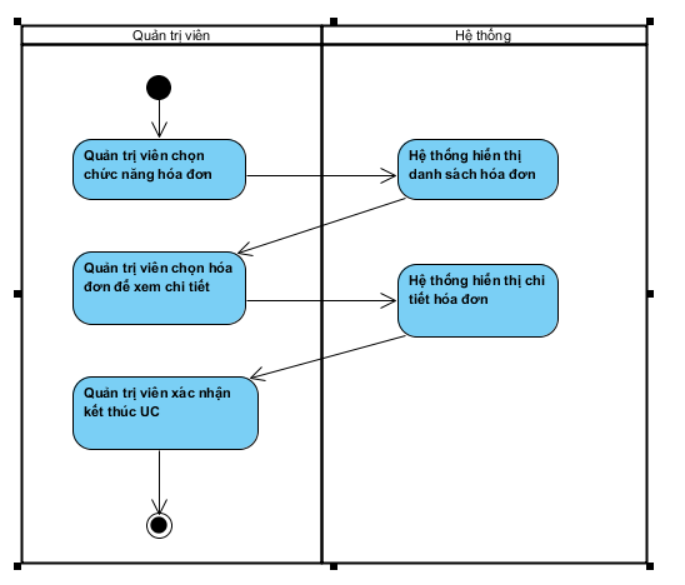 Quản trị viên
Hệ thống
Quản trị viên chọn
chức năng hóa đơn
Hệ thống hiển thị
danh sách hóa đơn
Quản trị viên chọn hóa
đơn để xem chi tiết
Hệ thống hiển thị chi
tiết hóa đơn
Quản trị viên xác nhận
kết thúc UC